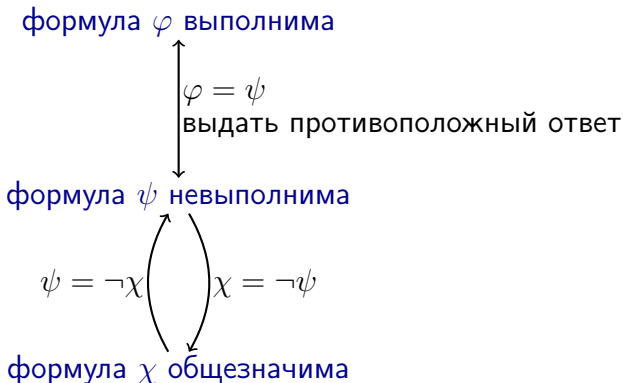 формула φ выполнима
φ = ψ
выдать противоположный ответ
формула ψ невыполнима
ψ = ¬χ
χ = ¬ψ
формула χ общезначима